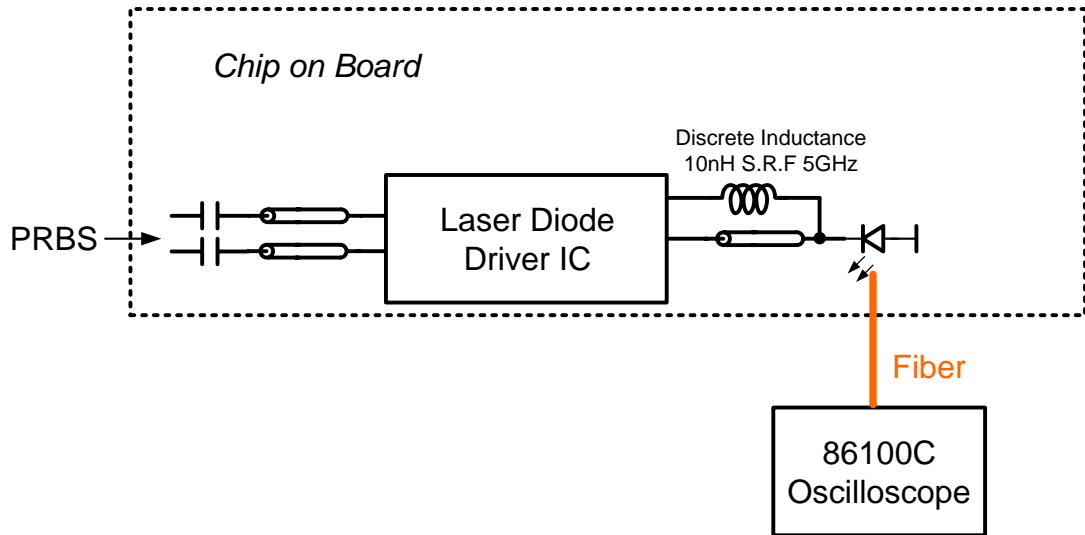 Chip on Board
Discrete Inductance
10nH S.R.F 5GHz
PRBS
Laser Diode
Driver IC
Fiber
86100C
Oscilloscope